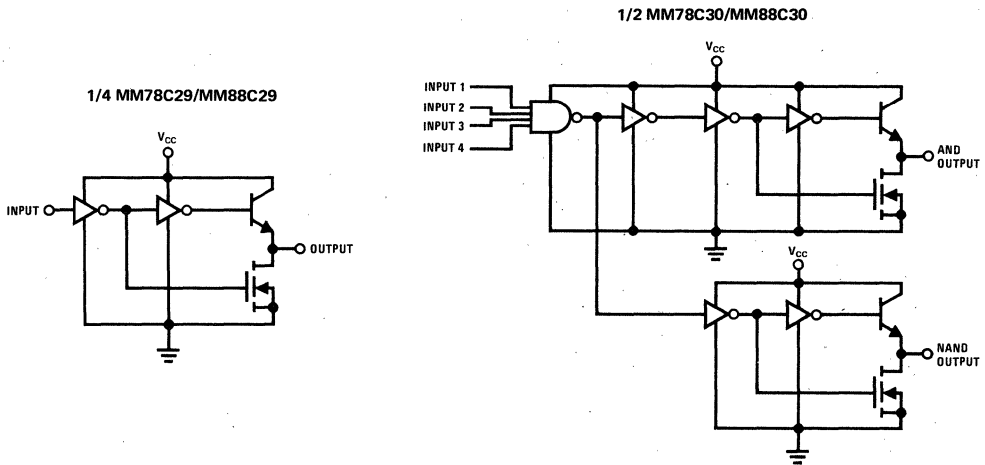 1/4 MM78C29/MM88C29
VCC
INPUT
OUTPUT
1/2 MM78C30/MM88C30
VCC
INPUT 1
INPUT 2
INPUT 3
INPUT 4
AND
OUTPUT
VCC
NAND
OUTPUT